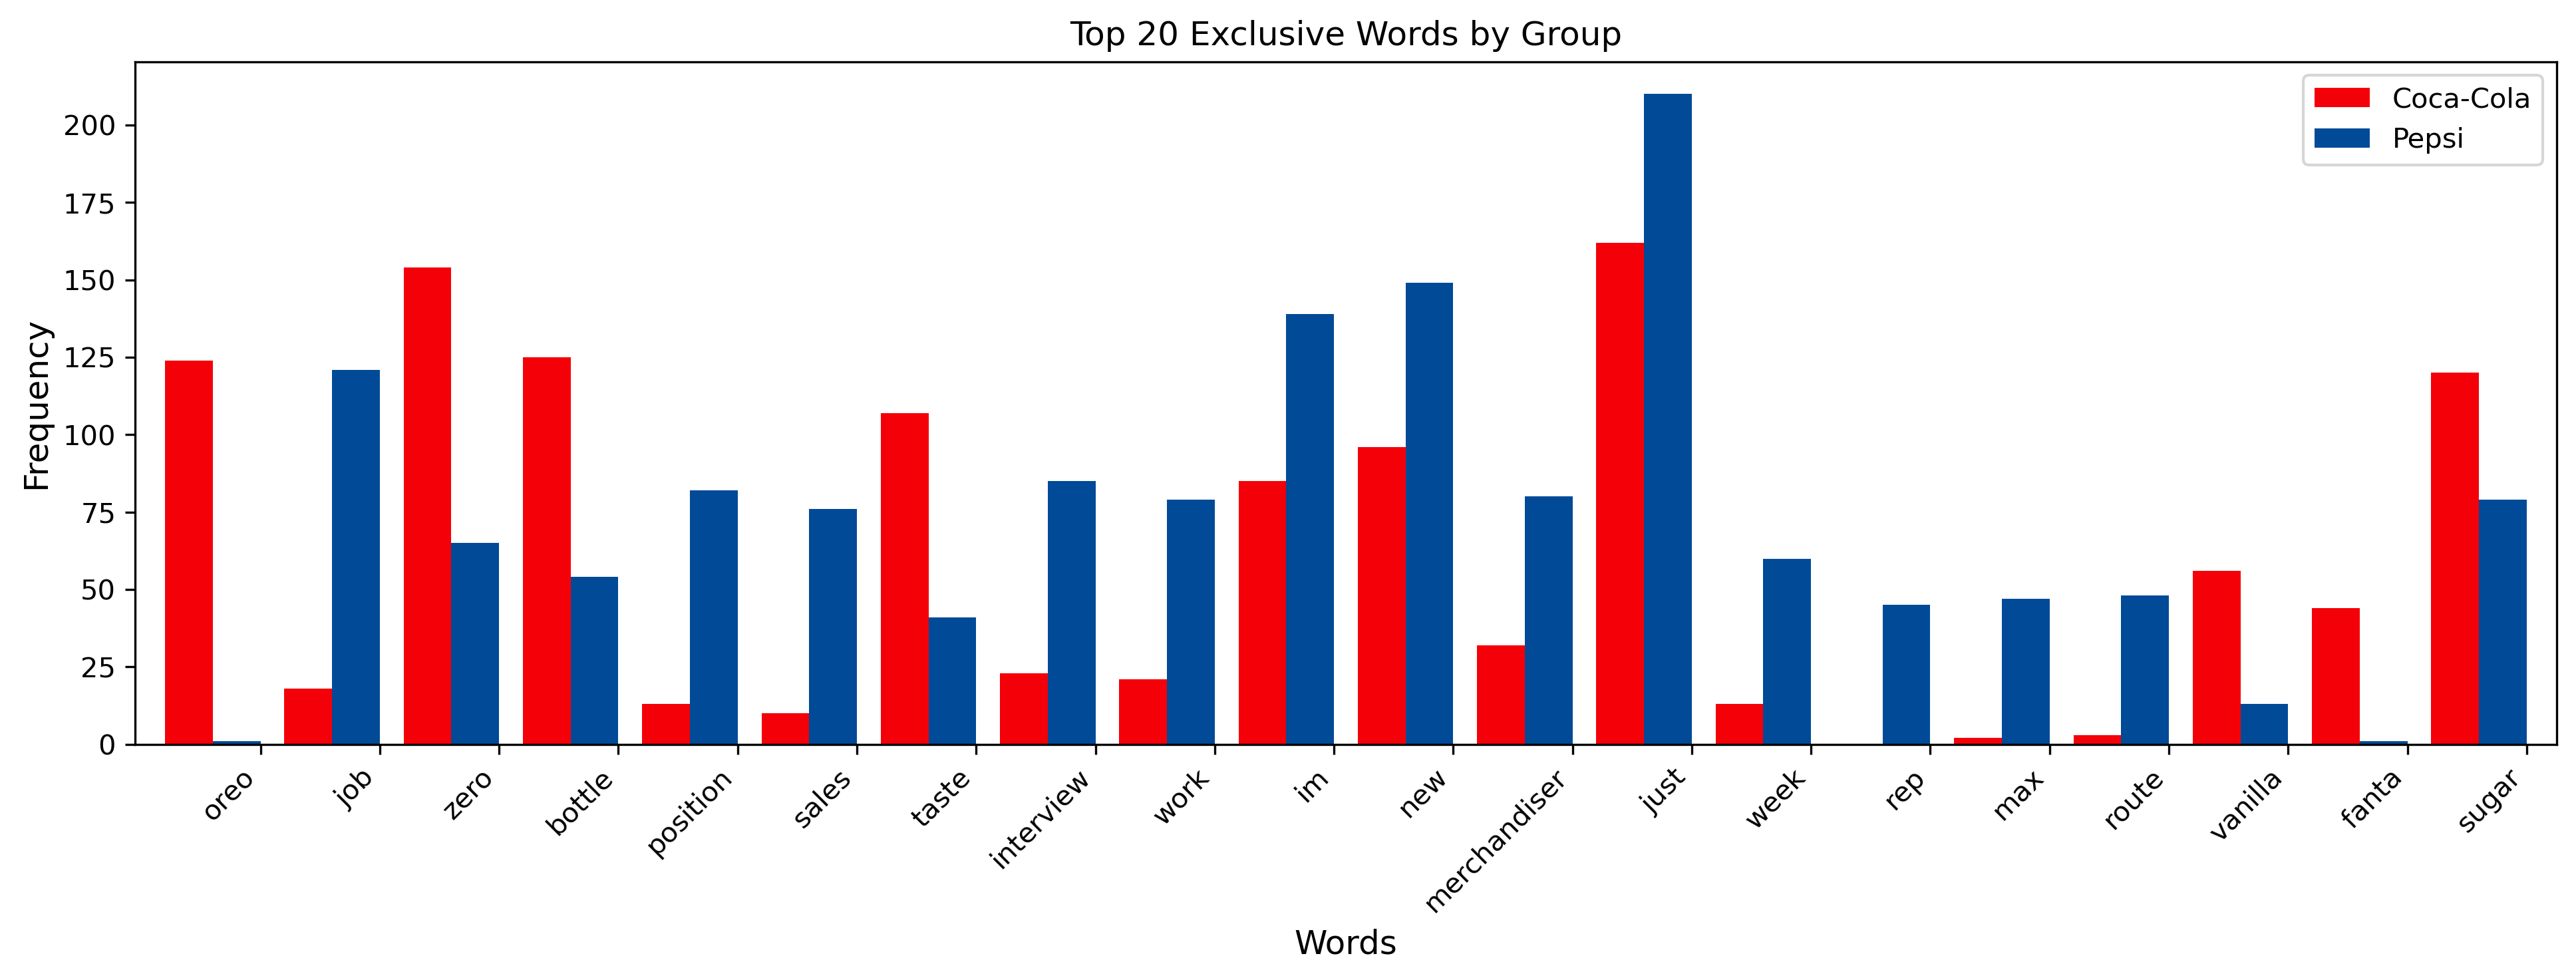 Top 20 Exclusive Words by Group
Coca-Cola
Pepsi
Frequency
200
175
150
125
100
75
50
25
0
oreo
job
zero
bottle
position
sales
taste
interview
work
im
new
merchandiser
just
week
rep
max
route
vanilla
fanta
sugar
Words